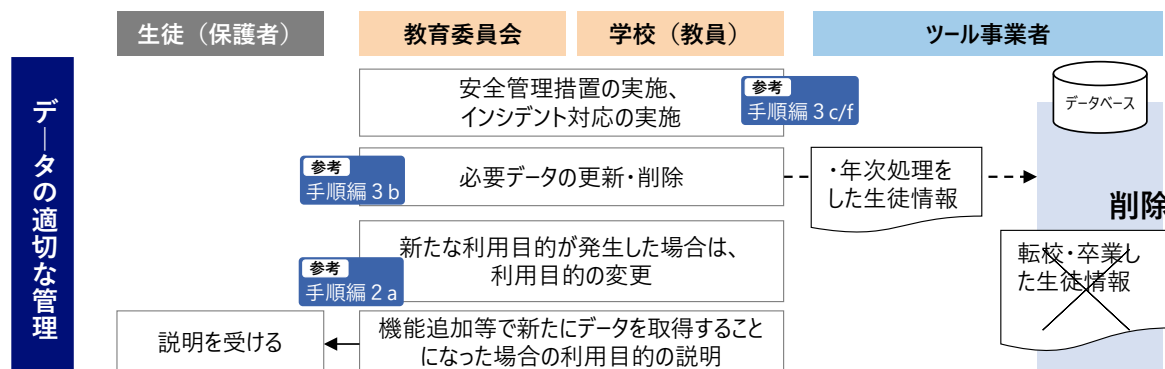 生徒（保護者）
教育委員会
学校（教員）
ツール事業者
データの適切な管理
安全管理措置の実施、
インシデント対応の実施
参考
手順編３c/f
データベース
参考
手順編３b
必要データの更新・削除
・年次処理を
した生徒情報
削除
新たな利用目的が発生した場合は、
利用目的の変更
参考
手順編２a
転校・卒業し
た生徒情報
説明を受ける
機能追加等で新たにデータを取得すること
になった場合の利用目的の説明